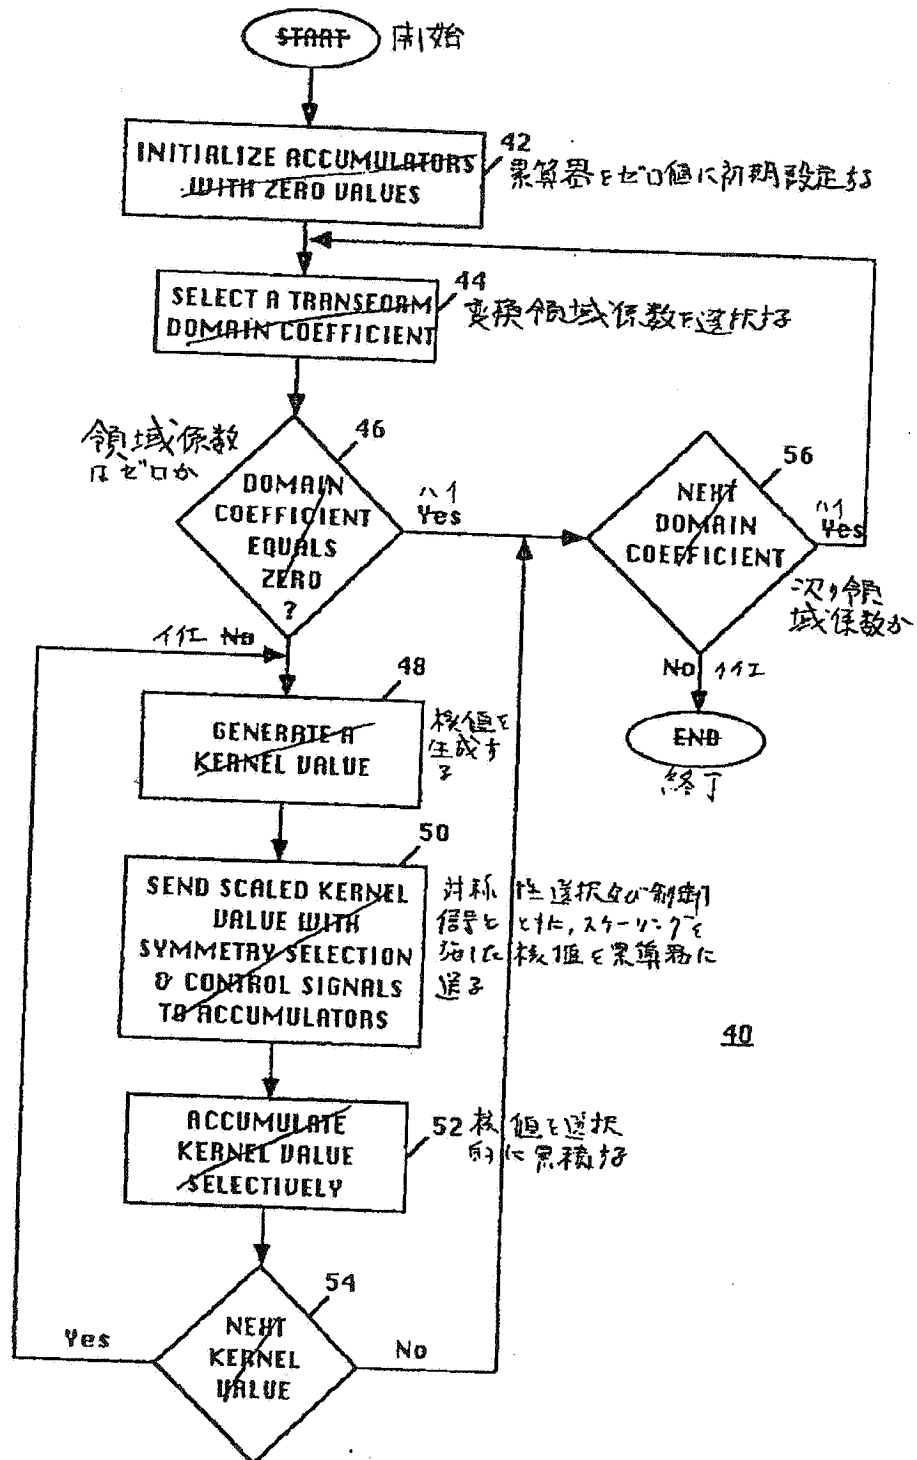 START 開始
INITIALIZE ACCUMULATORS
WITH ZERO VALUES
42
累算器をゼロ値に初期設定する
SELECT A TRANSFORM
DOMAIN COEFFICIENT
44
変換領域係数を選択する
領域係数
はゼロか
46
DOMAIN
COEFFICIENT
EQUALS
ZERO
?
ハイ
Yes
イイエ No
56
NEXT
DOMAIN
COEFFICIENT
ハイ
Yes
次の領
域係数か
No イイエ
END
終了
48
GENERATE A
KERNEL VALUE
核値を
生成す
る
50
SEND SCALED KERNEL
VALUE WITH
SYMMETRY SELECTION
& CONTROL SIGNALS
TO ACCUMULATORS
対称性選択及び制御
信号とともに,スケーリングを
施した核値を累算器に
送る
40
ACCUMULATE
KERNEL VALUE
SELECTIVELY
52 核値を選択
的に累積する
54
NEXT
KERNEL
VALUE
Yes
No